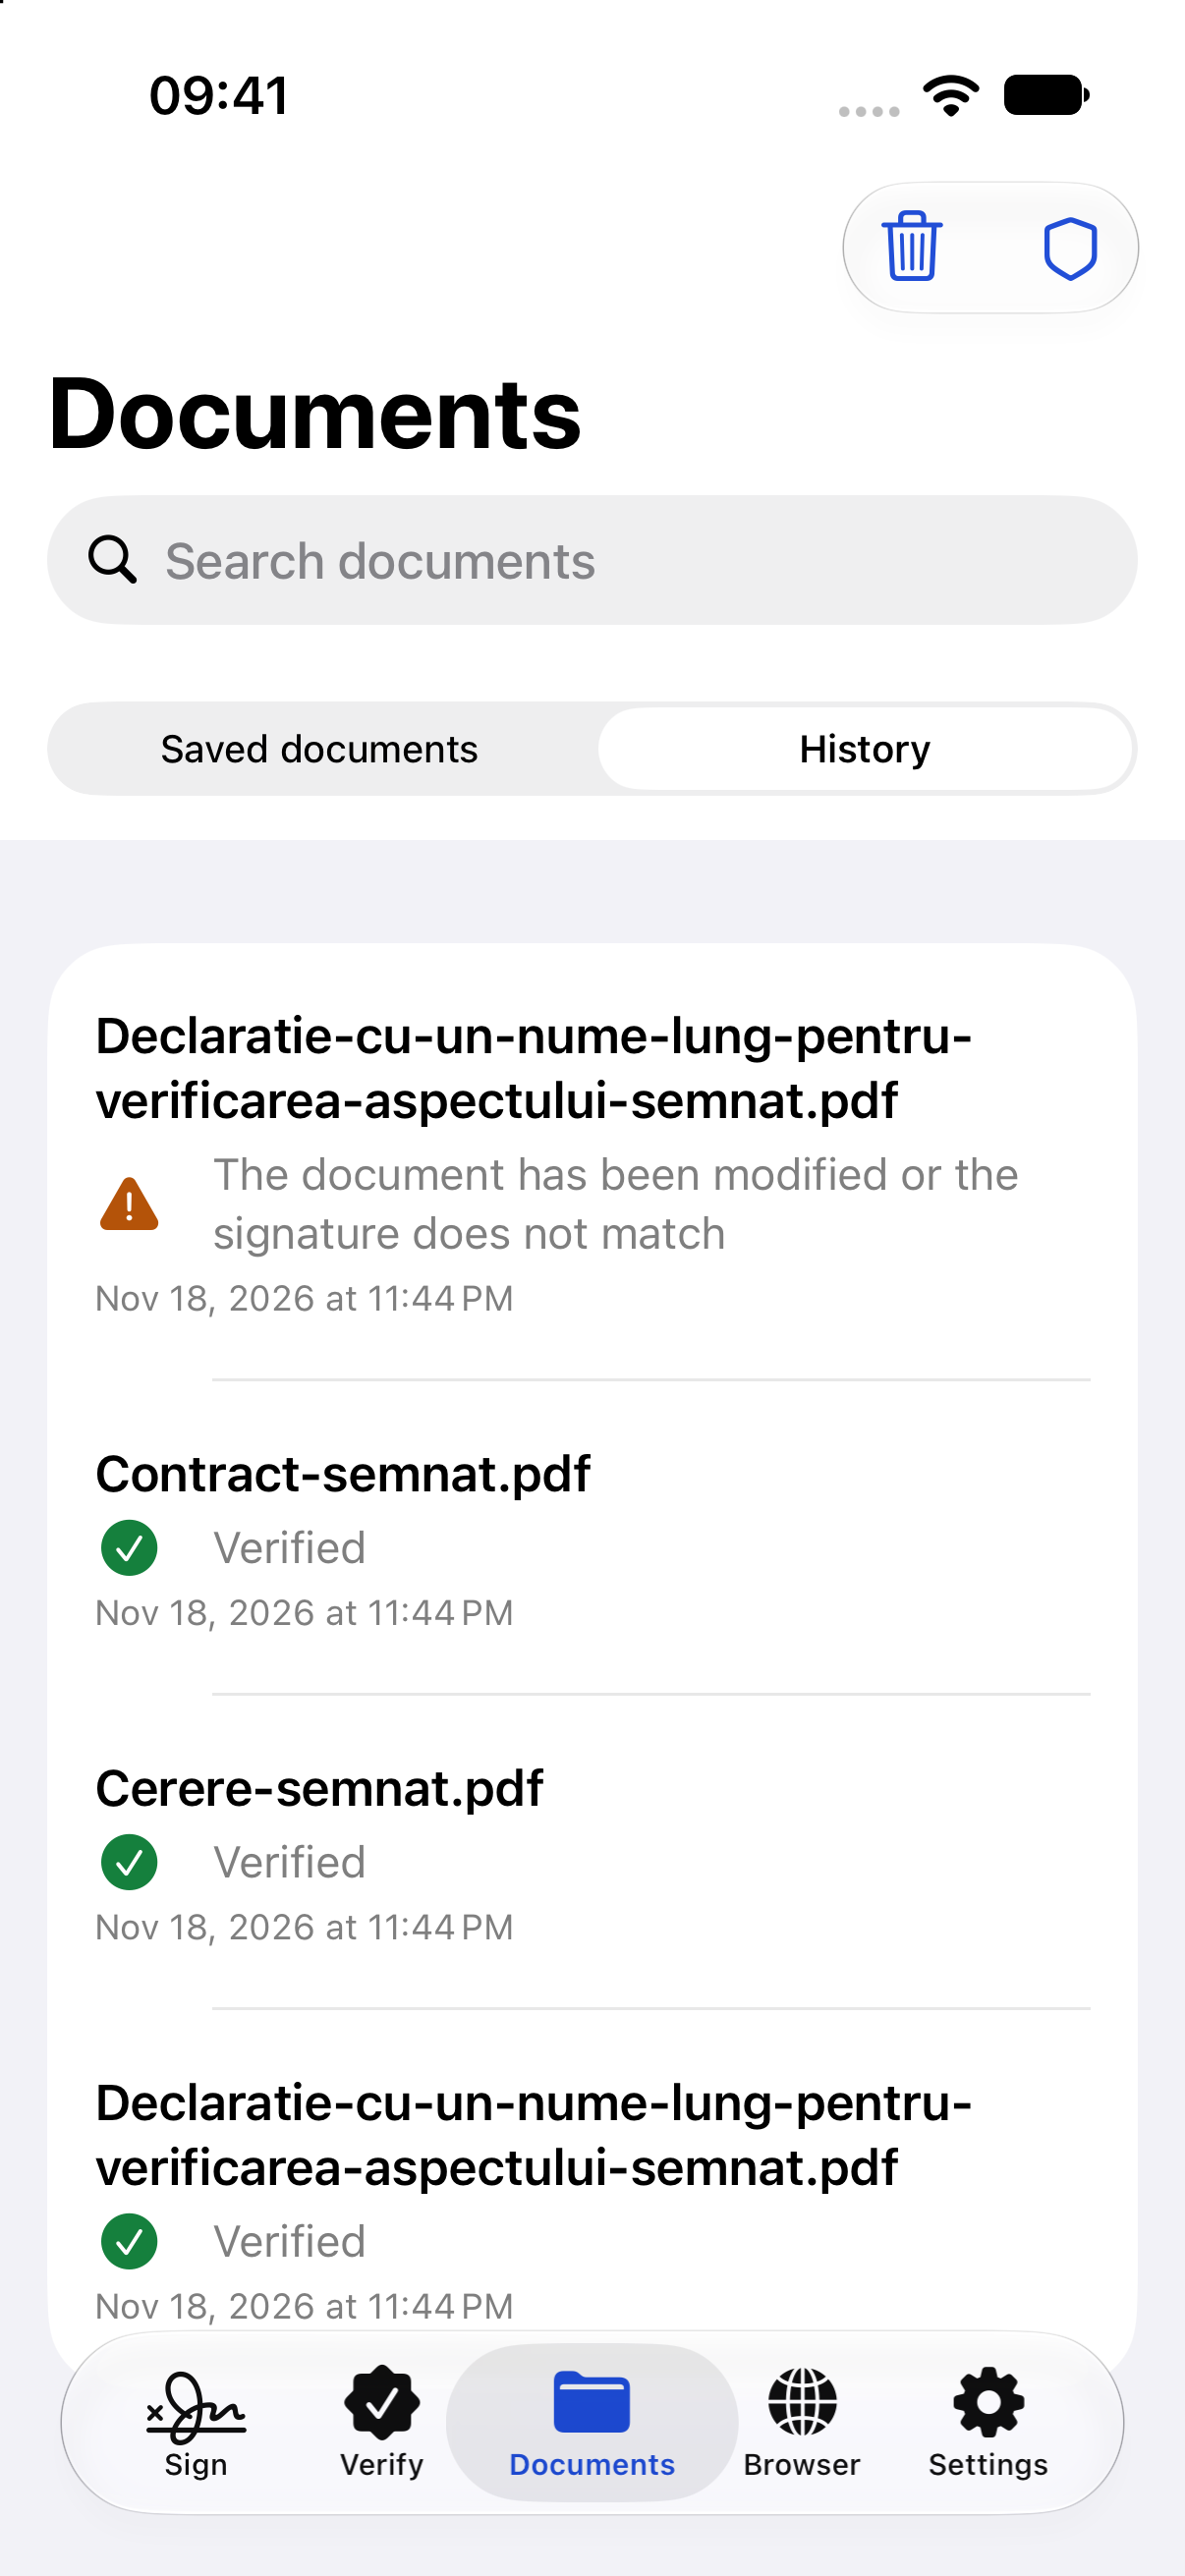 09:41
Documents
Search documents
Saved documents
History
Declaratie-cu-un-nume-lung-pentru-
verificarea-aspectului-semnat.pdf
The document has been modified or the
signature does not match
Nov 18, 2026 at 11:44 PM
Contract-semnat.pdf
Verified
Nov 18, 2026 at 11:44 PM
Cerere-semnat.pdf
Verified
Nov 18, 2026 at 11:44 PM
Declaratie-cu-un-nume-lung-pentru-
verificarea-aspectului-semnat.pdf
Verified
Nov 18, 2026 at 11:44 PM
Sign
Verify
Documents
Browser
Settings